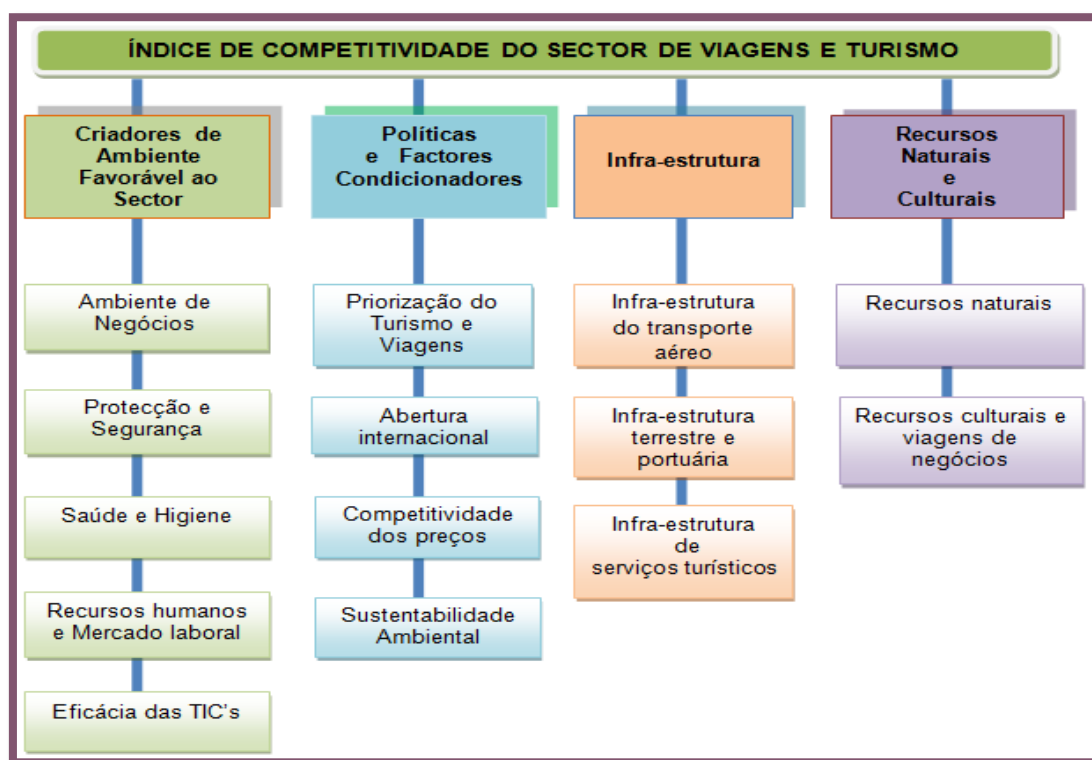 ÍNDICE DE COMPETITIVIDADE DO SECTOR DE VIAGENS E TURISMO
Criadores de
Ambiente
Favorável ao
Sector
Políticas
e Factores
Condicionadores
Infra-estrutura
Recursos
Naturais
e
Culturais
Ambiente de
Negócios
Protecção e
Segurança
Saúde e Higiene
Recursos humanos
e Mercado laboral
Eficácia das TIC's
Priorização do
Turismo e
Viagens
Abertura
internacional
Competitividade
dos preços
Sustentabilidade
Ambiental
Infra-estrutura
do transporte
aéreo
Infra-estrutura
terrestre e
portuária
Infra-estrutura
de
serviços turísticos
Recursos naturais
Recursos culturais e
viagens de
negócios